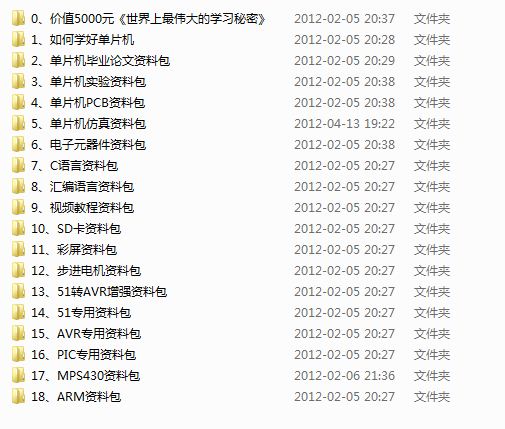 0、价值5000元《世界上最伟大的学习秘密》 2012-02-05 20:37 文件夹
1、如何学好单片机 2012-02-05 20:28 文件夹
2、单片机毕业论文资料包 2012-02-05 20:29 文件夹
3、单片机实验资料包 2012-02-05 20:38 文件夹
4、单片机PCB资料包 2012-02-05 20:38 文件夹
5、单片机仿真资料包 2012-04-13 19:22 文件夹
6、电子元器件资料包 2012-02-05 20:38 文件夹
7、C语言资料包 2012-02-05 20:27 文件夹
8、汇编语言资料包 2012-02-05 20:27 文件夹
9、视频教程资料包 2012-02-05 20:27 文件夹
10、SD卡资料包 2012-02-05 20:27 文件夹
11、彩屏资料包 2012-02-05 20:27 文件夹
12、步进电机资料包 2012-02-05 20:27 文件夹
13、51转AVR增强资料包 2012-02-05 20:27 文件夹
14、51专用资料包 2012-02-05 20:27 文件夹
15、AVR专用资料包 2012-02-05 20:27 文件夹
16、PIC专用资料包 2012-02-05 20:27 文件夹
17、MPS430资料包 2012-02-06 21:36 文件夹
18、ARM资料包 2012-02-05 20:27 文件夹